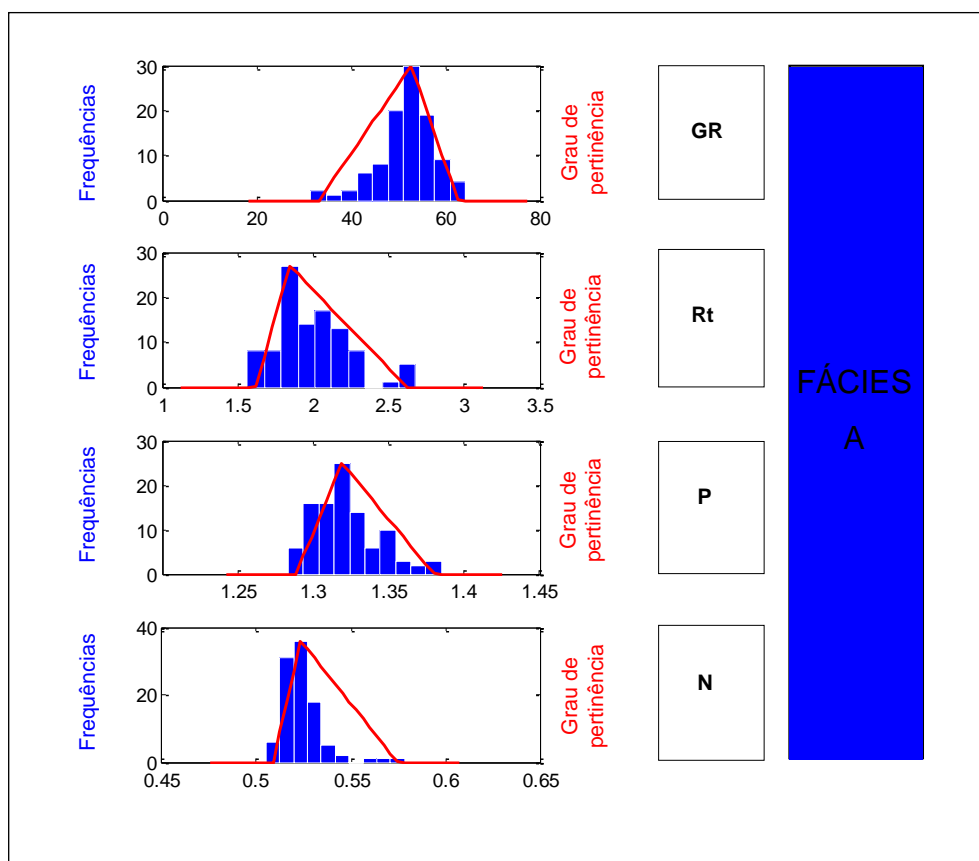 30
20
10
0
0
20
40
60
80
Frequências
Grau de
pertinência
GR
30
20
10
0
1
1.5
2
2.5
3
3.5
Frequências
Grau de
pertinência
Rt
30
20
10
0
1.25
1.3
1.35
1.4
1.45
Frequências
Grau de
pertinência
P
40
20
0
0.45
0.5
0.55
0.6
0.65
Frequências
Grau de
pertinência
N
FÁCIES
A